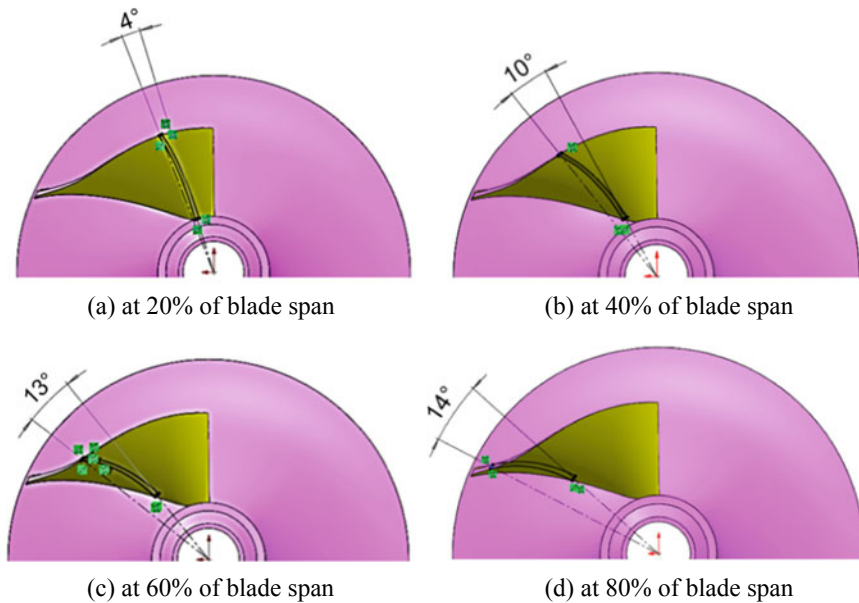 4°
10°
(a) at 20% of blade span
(b) at 40% of blade span
13°
14°
(c) at 60% of blade span
(d) at 80% of blade span